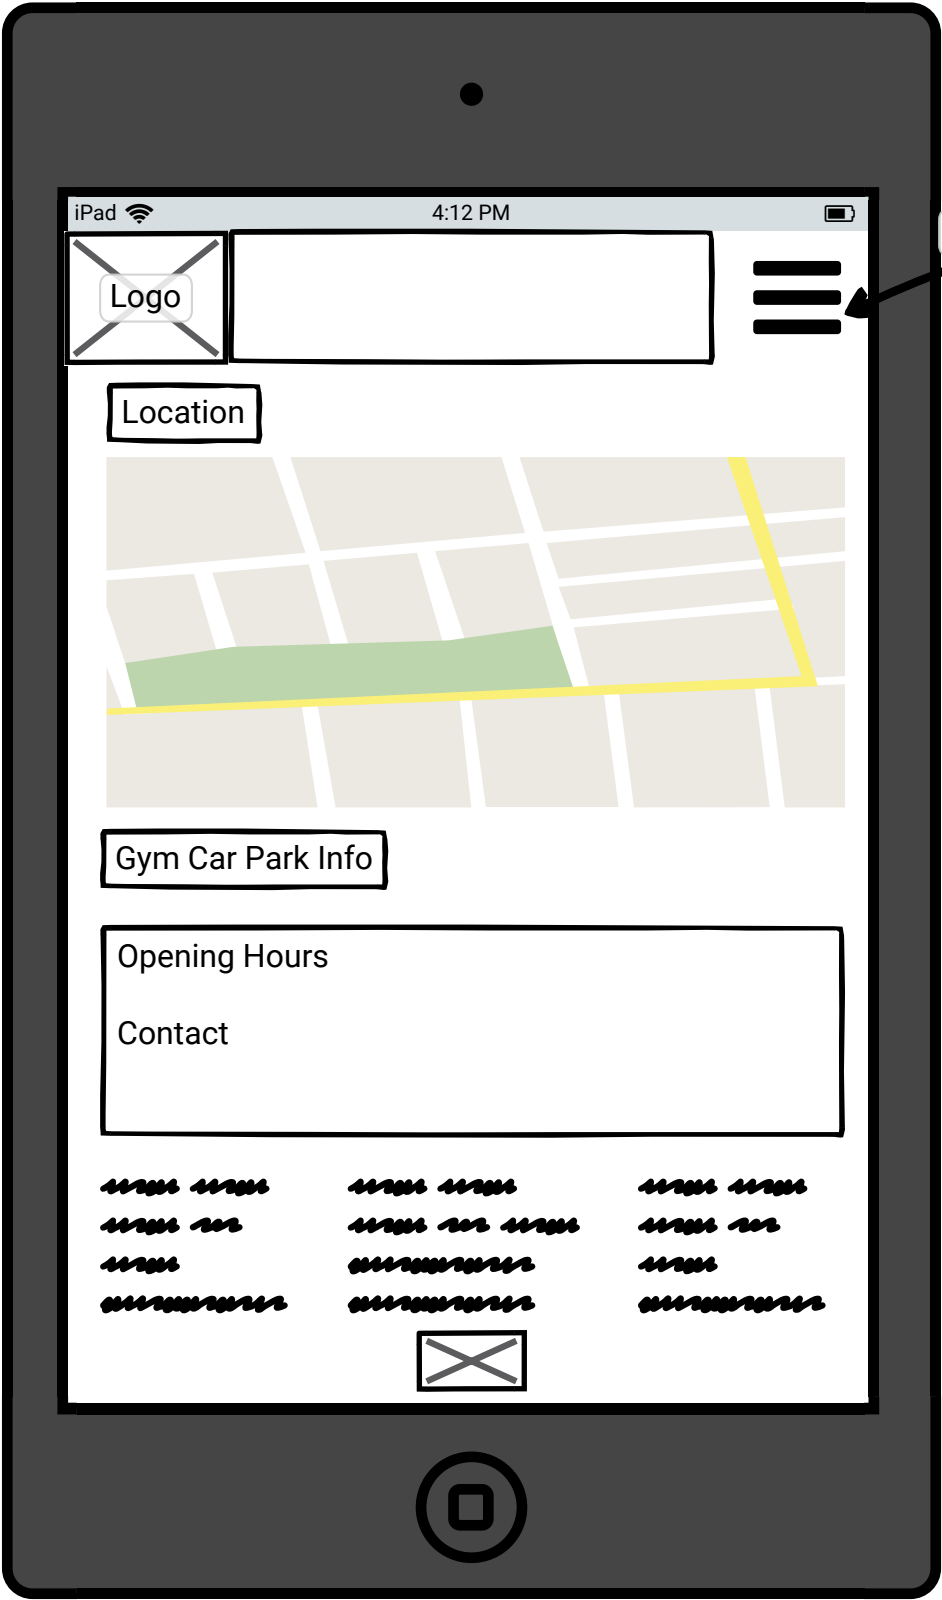 iPad 4:12 PM
Logo
Location
Gym Car Park Info
Opening Hours
Contact